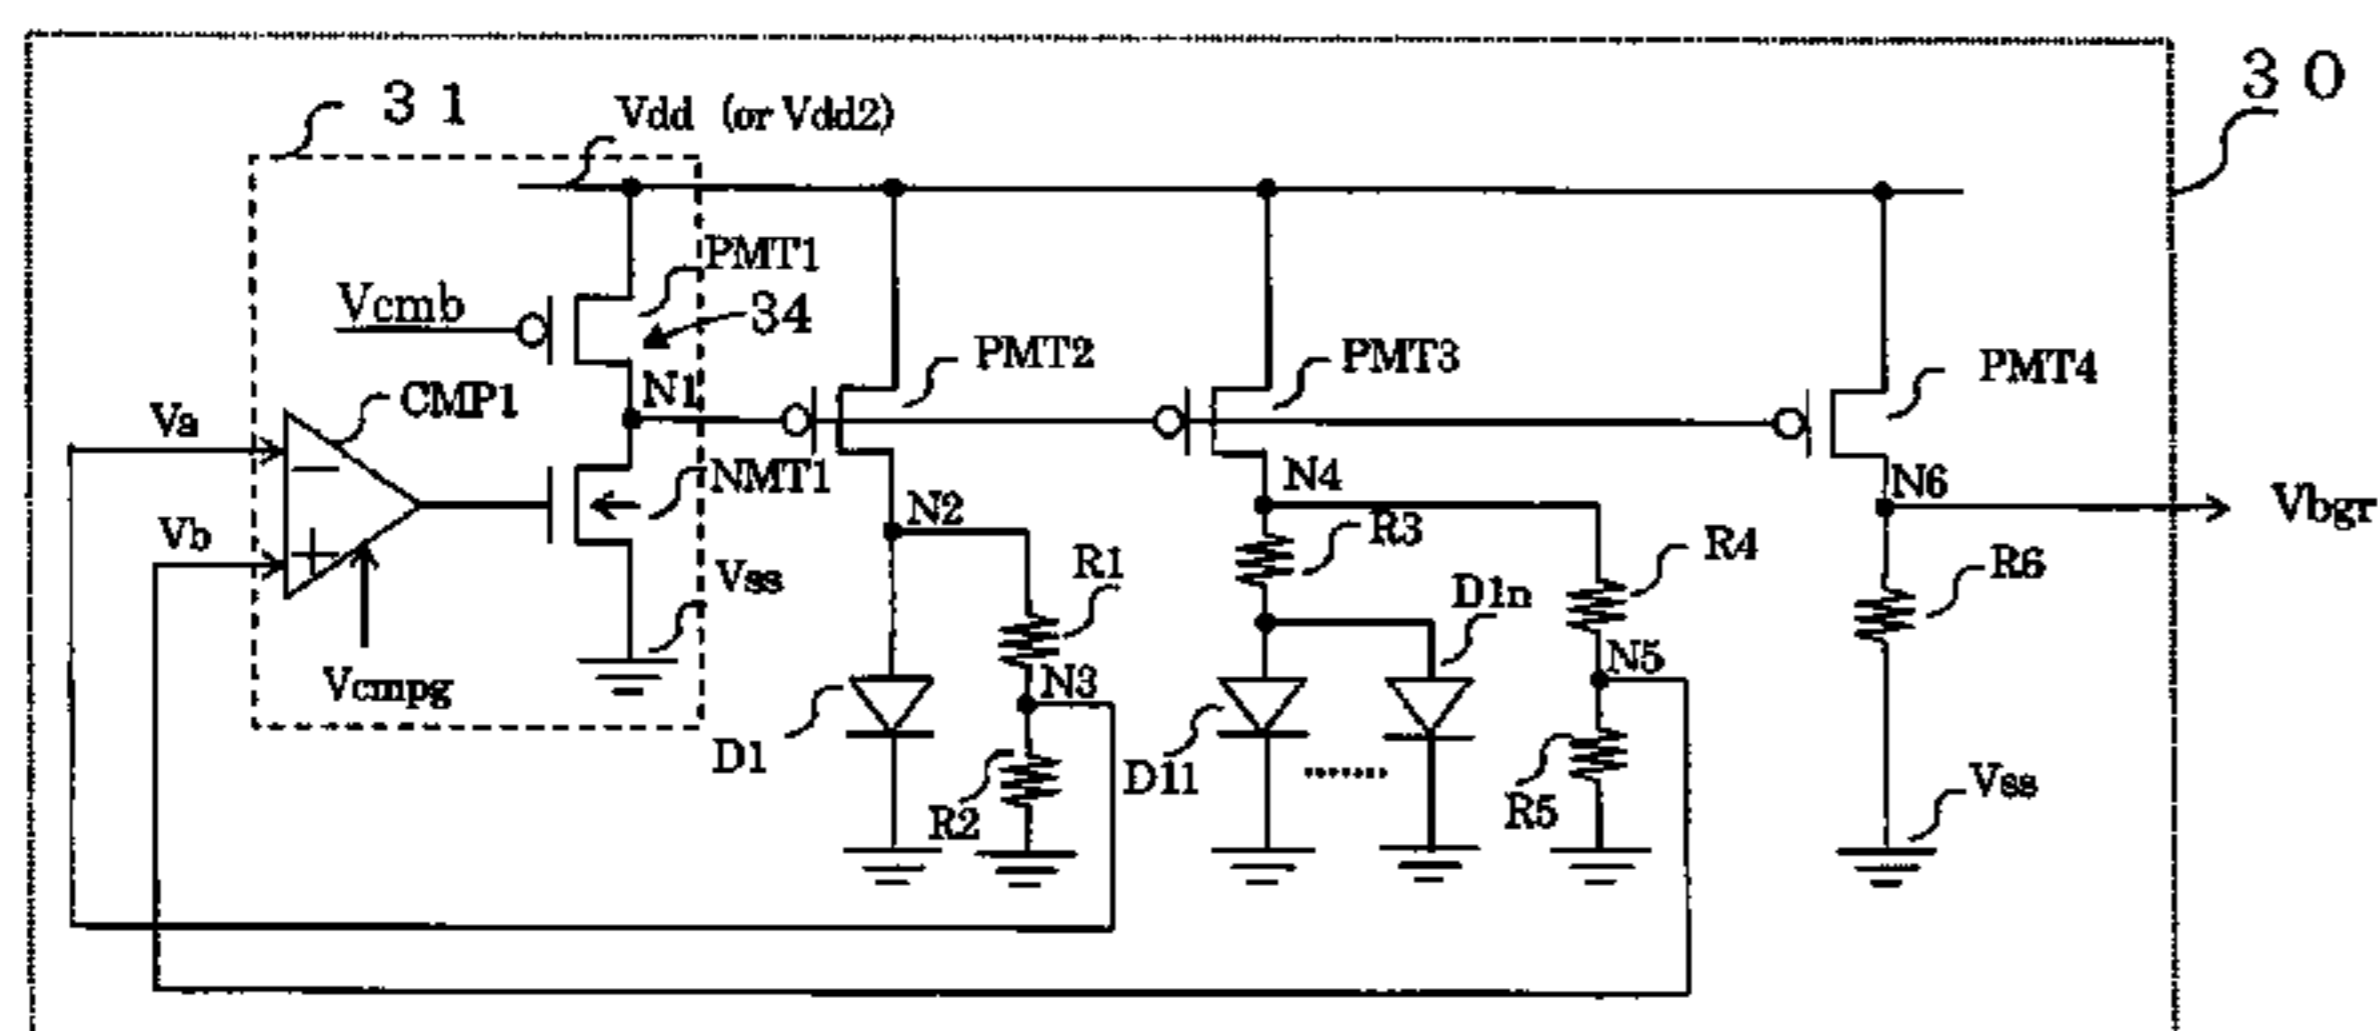 31
30
Vdd (or Vdd2)
PMT1
Vcmb
34
PMT2
PMT3
PMT4
N1
CMP1
Va
−
NMT1
N4
N6
Vbgr
N2
R3
Vb
+
R1
R4
R6
Vss
D1n
N5
Vcmpg
N3
D1
D11
.......
R2
R5
Vss